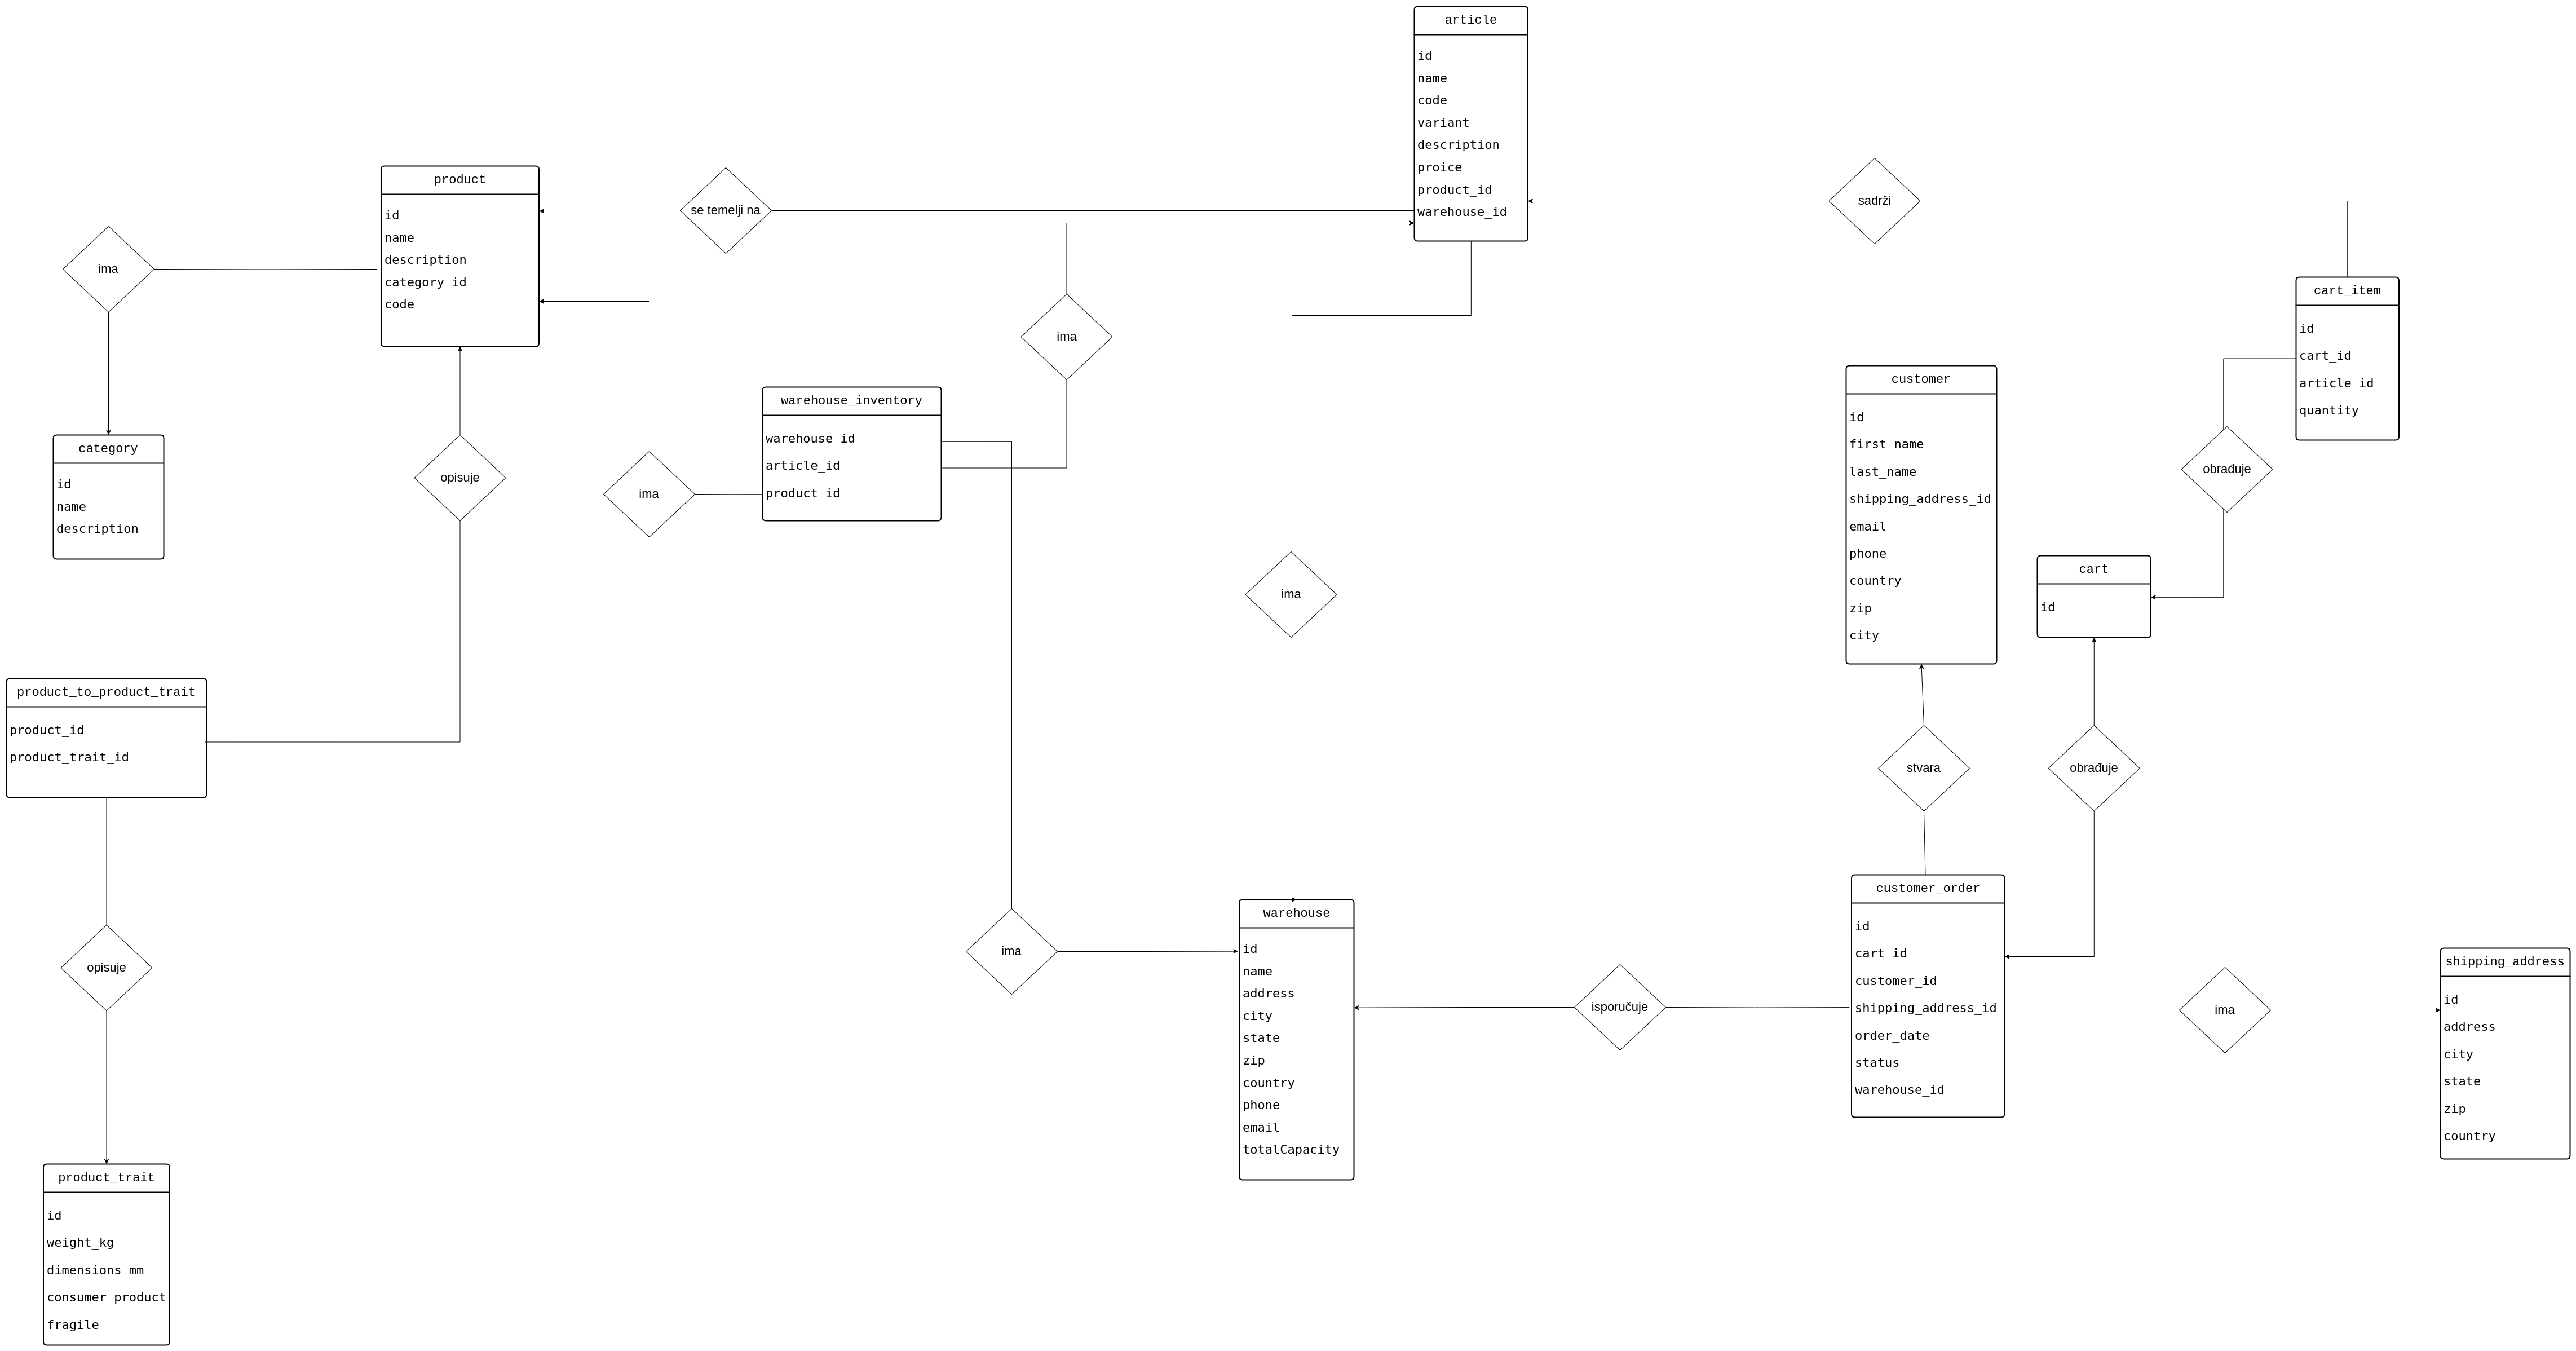 article
id
name
code
variant
description
proice
product_id
warehouse_id
product
id
name
description
category_id
code
se temelji na
sadrži
ima
category
id
name
description
opisuje
ima
warehouse_inventory
warehouse_id
article_id
product_id
ima
cart_item
id
cart_id
article_id
quantity
customer
id
first_name
last_name
shipping_address_id
email
phone
country
zip
city
obrađuje
cart
id
ima
product_to_product_trait
product_id
product_trait_id
stvara
obrađuje
opisuje
ima
warehouse
id
name
address
city
state
zip
country
phone
email
totalCapacity
isporučuje
customer_order
id
cart_id
customer_id
shipping_address_id
order_date
status
warehouse_id
ima
shipping_address
id
address
city
state
zip
country
product_trait
id
weight_kg
dimensions_mm
consumer_product
fragile